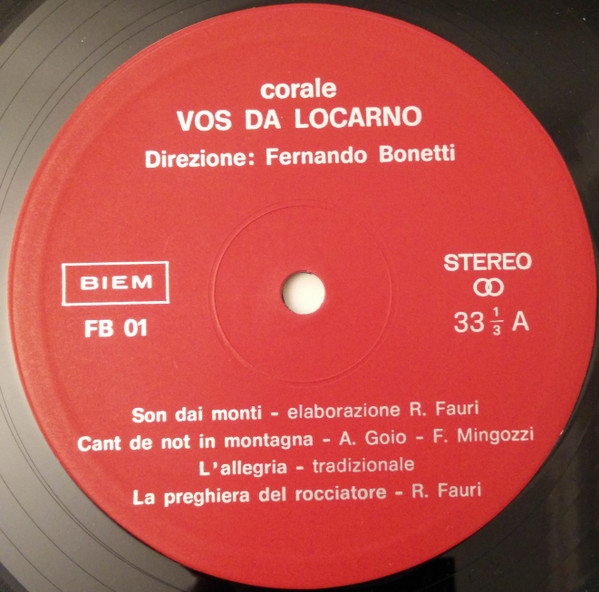 corale
VOS DA LOCARNO
Direzione: Fernando Bonetti
BIEM
FB 01
STEREO
33 1/3 A
Son dai monti - elaborazione R. Fauri
Cant de not in montagna - A. Goio - F. Mingozzi
L'allegria - tradizionale
La preghiera del rocciatore - R. Fauri